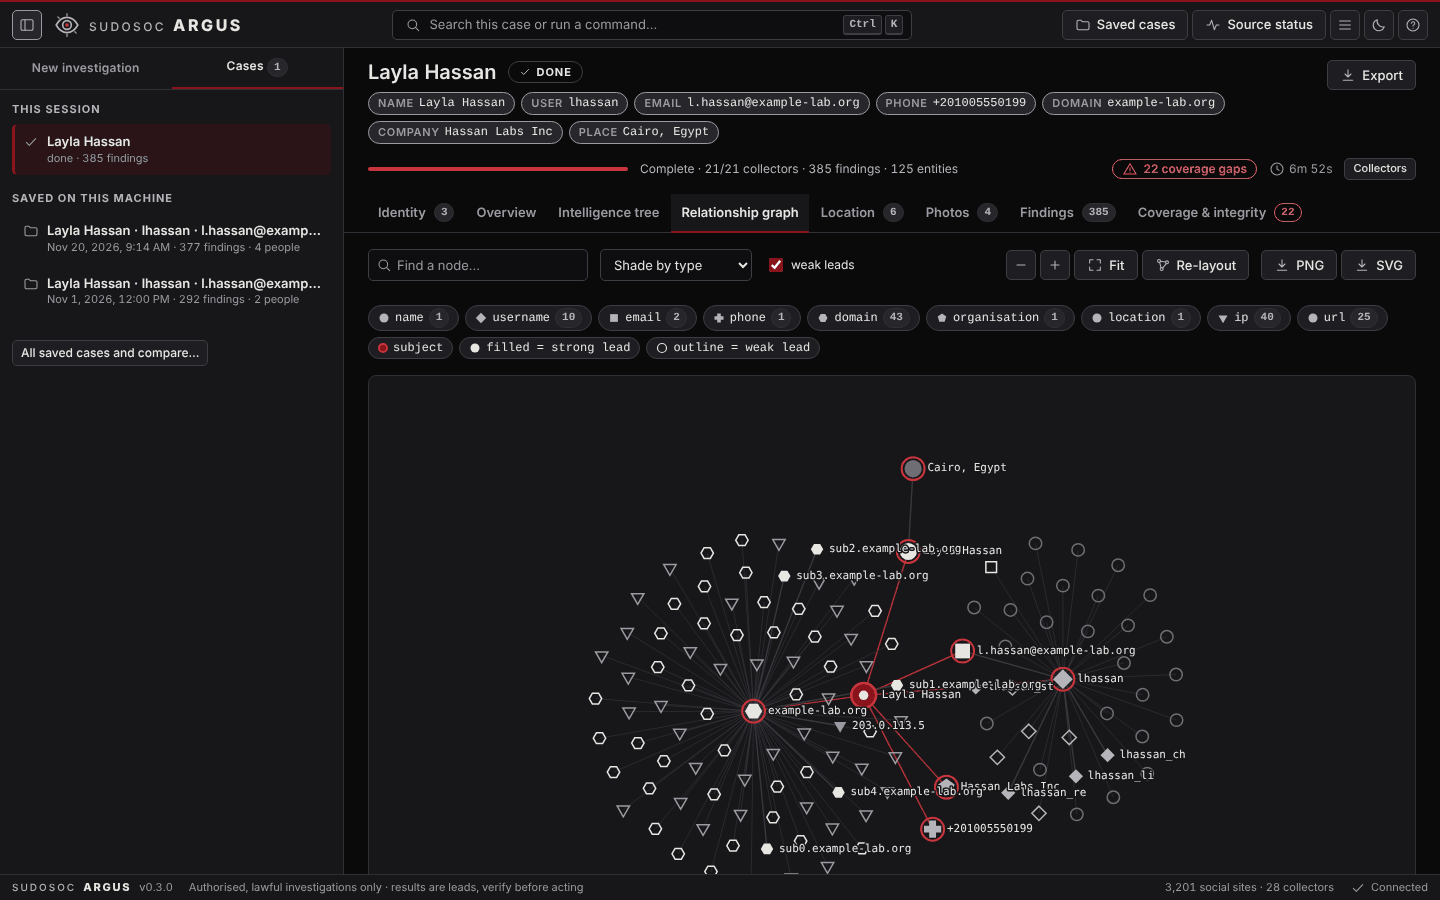 SUDOSOC ARGUS
Search this case or run a command...
Ctrl K
Saved cases
Source status
New investigation
Cases 1
THIS SESSION
Layla Hassan
done · 385 findings
SAVED ON THIS MACHINE
Layla Hassan · lhassan · l.hassan@examp...
Nov 20, 2026, 9:14 AM · 377 findings · 4 people
Layla Hassan · lhassan · l.hassan@examp...
Nov 1, 2026, 12:00 PM · 292 findings · 2 people
All saved cases and compare...
Layla Hassan
DONE
Export
NAME Layla Hassan
USER lhassan
EMAIL l.hassan@example-lab.org
PHONE +201005550199
DOMAIN example-lab.org
COMPANY Hassan Labs Inc
PLACE Cairo, Egypt
Complete · 21/21 collectors · 385 findings · 125 entities
22 coverage gaps
6m 52s
Collectors
Identity 3
Overview
Intelligence tree
Relationship graph
Location 6
Photos 4
Findings 385
Coverage & integrity 22
Find a node...
Shade by type
weak leads
Fit
Re-layout
PNG
SVG
name 1
username 10
email 2
phone 1
domain 43
organisation 1
location 1
ip 40
url 25
subject
filled = strong lead
outline = weak lead
Cairo, Egypt
sub2.example-lab.org
Hassan
sub3.example-lab.org
l.hassan@example-lab.org
lhassan
sub1.example-lab.org
Layla Hassan
example-lab.org
203.0.113.5
lhassan_ch
lhassan_li
Hassan Labs Inc
sub4.example-lab.org
lhassan_re
+201005550199
sub0.example-lab.org
SUDOSOC ARGUS v0.3.0
Authorised, lawful investigations only · results are leads, verify before acting
3,201 social sites · 28 collectors
Connected